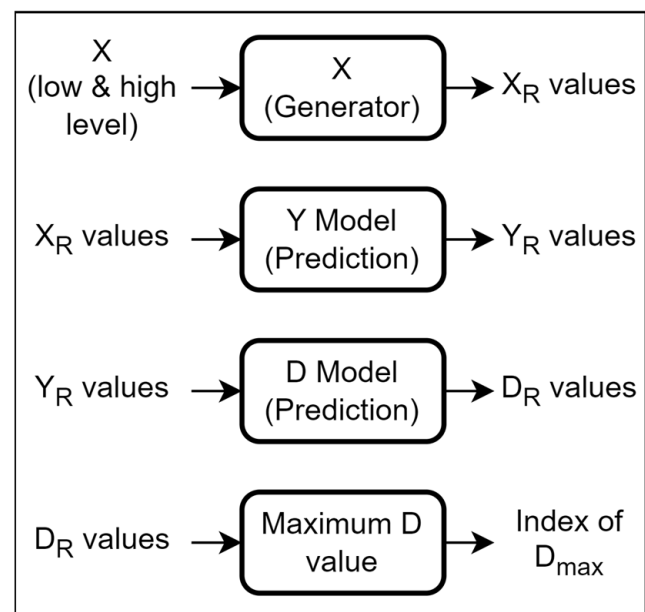 X
(low & high
level)
X
(Generator)
X_R values
X_R values
Y Model
(Prediction)
Y_R values
Y_R values
D Model
(Prediction)
D_R values
D_R values
Maximum D
value
Index of
D_max